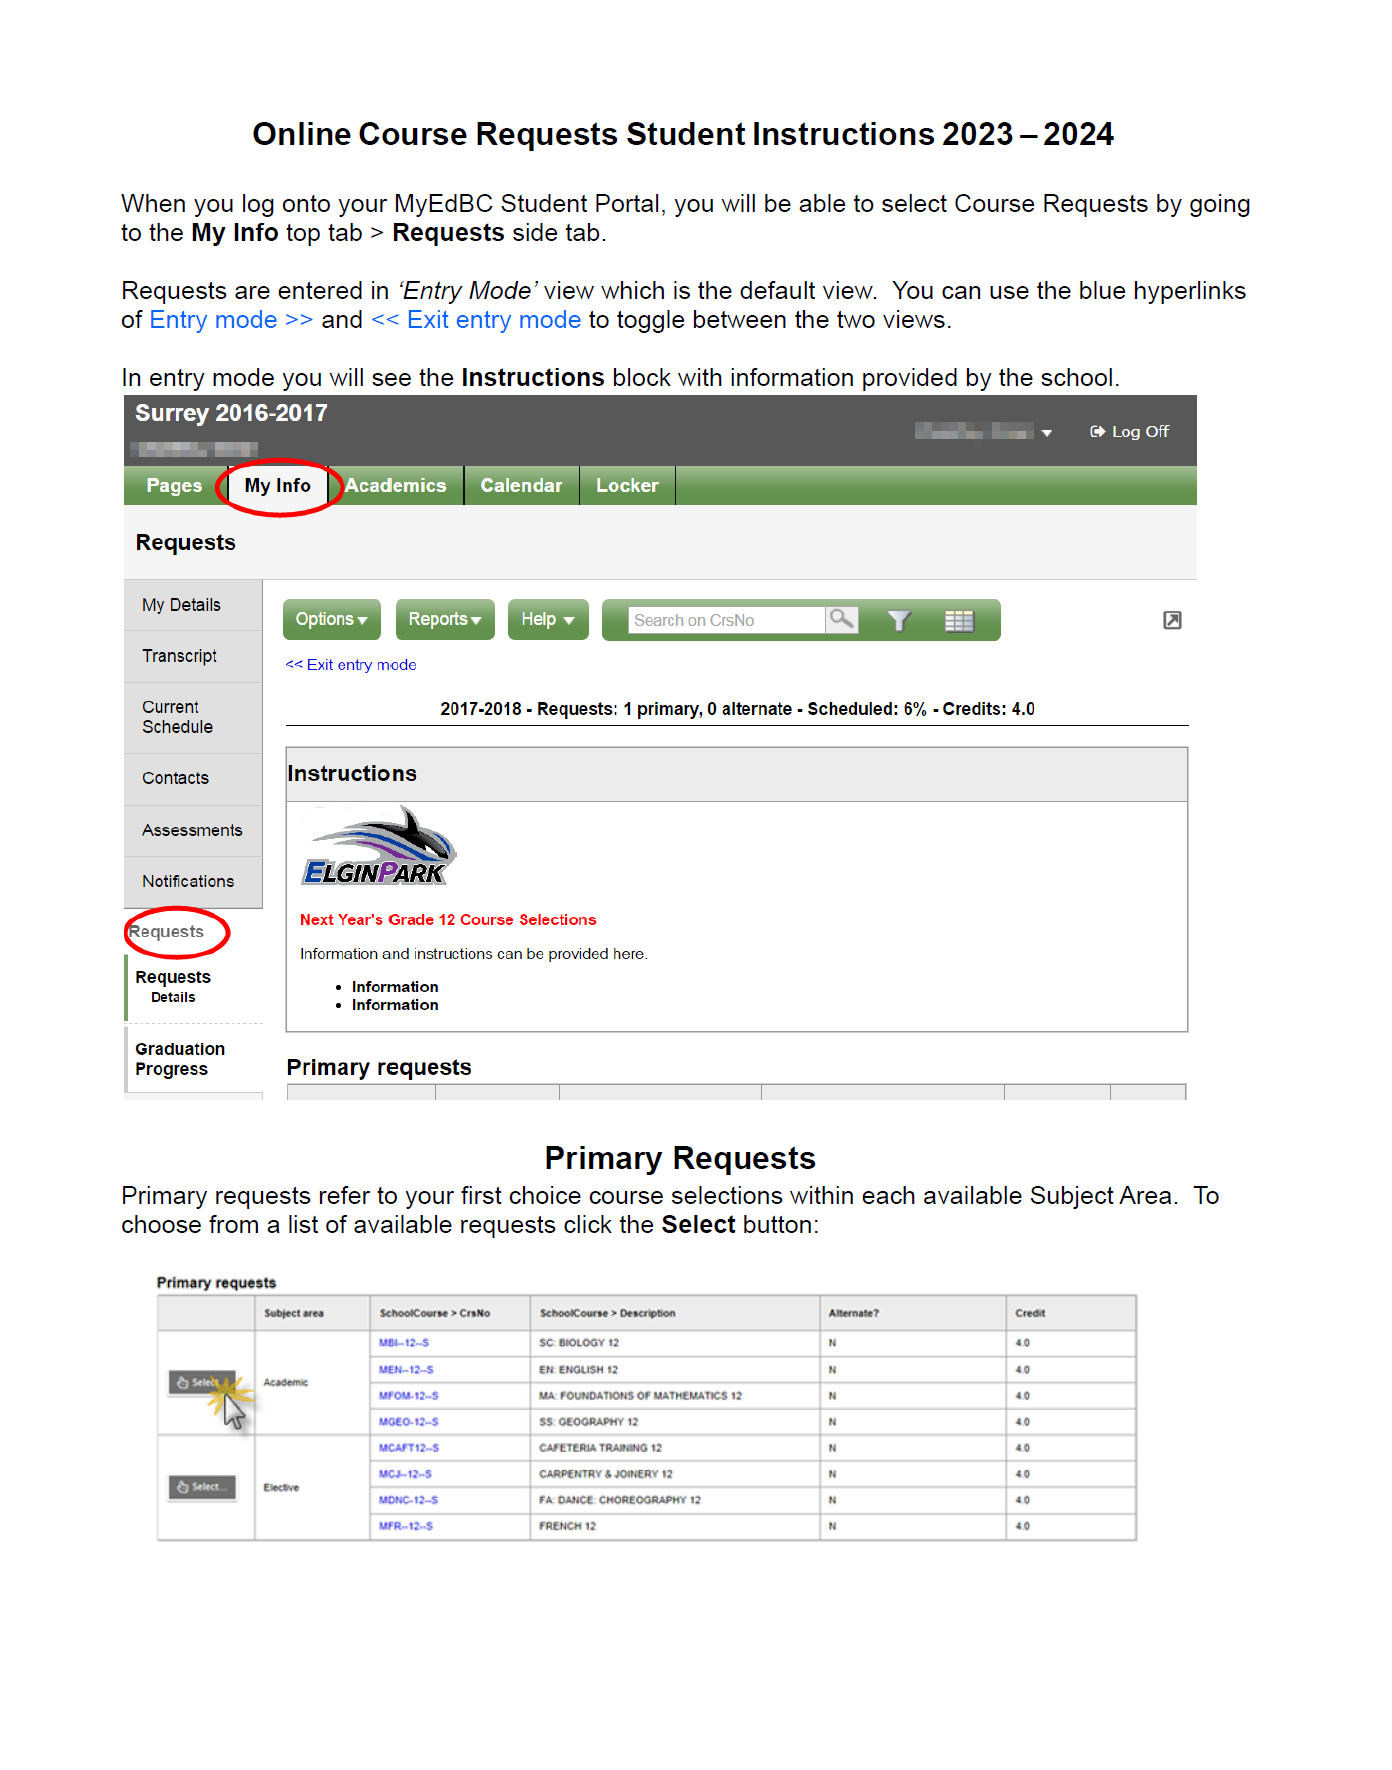 Online Course Requests Student Instructions 2023 – 2024
When you log onto your MyEdBC Student Portal, you will be able to select Course Requests by going
to the My Info top tab > Requests side tab.
Requests are entered in ‘Entry Mode’ view which is the default view.  You can use the blue hyperlinks
of Entry mode >> and << Exit entry mode to toggle between the two views.
In entry mode you will see the Instructions block with information provided by the school.
Surrey 2016-2017
Log Off
Pages My Info Academics Calendar Locker
Requests
My Details
Transcript
Current
Schedule
Contacts
Assessments
Notifications
Requests
Requests
Details
Graduation
Progress
Options Reports Help Search on CrsNo
<< Exit entry mode
2017-2018 - Requests: 1 primary, 0 alternate - Scheduled: 6% - Credits: 4.0
Instructions
ELGINPARK
Next Year's Grade 12 Course Selections
Information and instructions can be provided here.
• Information
• Information
Primary requests
Primary Requests
Primary requests refer to your first choice course selections within each available Subject Area.  To
choose from a list of available requests click the Select button:
Primary requests
Subject area SchoolCourse > CrsNo SchoolCourse > Description Alternate? Credit
Select... Academic
MBI--12--S SC: BIOLOGY 12 N 4.0
MEN--12--S EN: ENGLISH 12 N 4.0
MFOM-12--S MA: FOUNDATIONS OF MATHEMATICS 12 N 4.0
MGEO-12--S SS: GEOGRAPHY 12 N 4.0
Select... Elective
MCAFT12--S CAFETERIA TRAINING 12 N 4.0
MCJ--12--S CARPENTRY & JOINERY 12 N 4.0
MDNC-12--S FA: DANCE: CHOREOGRAPHY 12 N 4.0
MFR--12--S FRENCH 12 N 4.0